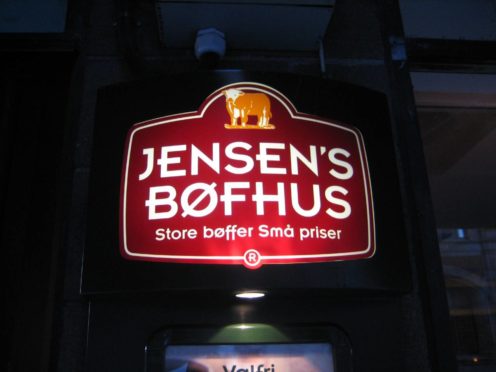 JENSEN'S
BØFHUS
Store bøffer Små priser
®
Valfri